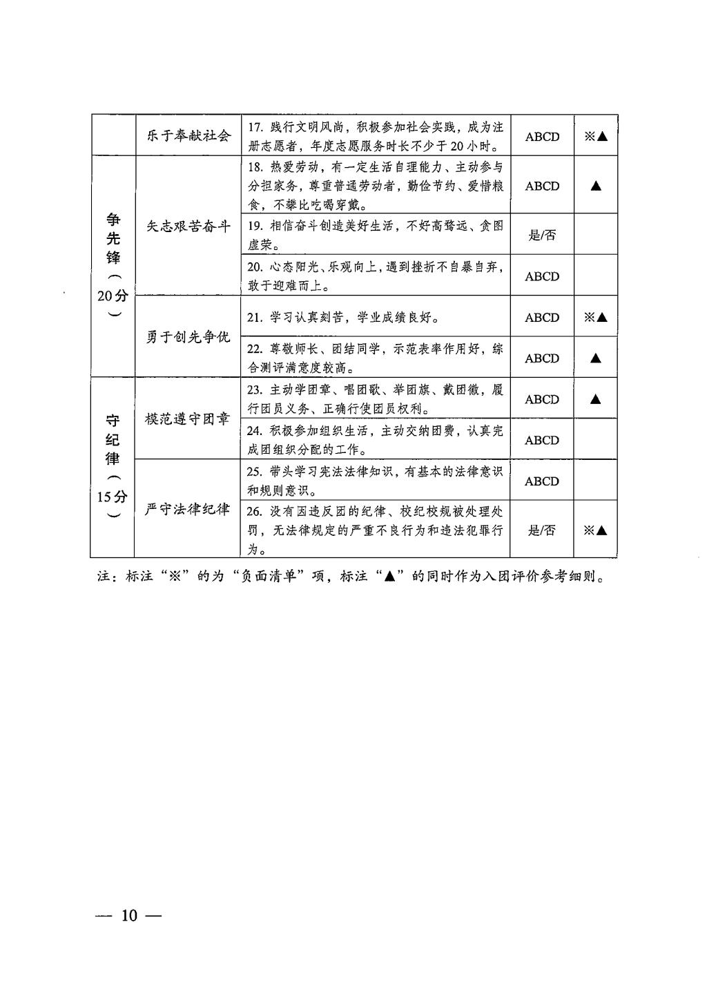 乐于奉献社会
17. 践行文明风尚，积极参加社会实践，成为注
册志愿者，年度志愿服务时长不少于 20 小时。
ABCD
※▲
争
先
锋
（
20分
）
矢志艰苦奋斗
18. 热爱劳动，有一定生活自理能力、主动参与
分担家务，尊重普通劳动者，勤俭节约、爱惜粮
食，不攀比吃喝穿戴。
ABCD
▲
19. 相信奋斗创造美好生活，不好高骛远、贪图
虚荣。
是/否
20. 心态阳光、乐观向上，遇到挫折不自暴自弃，
敢于迎难而上。
ABCD
勇于创先争优
21. 学习认真刻苦，学业成绩良好。
ABCD
※▲
22. 尊敬师长、团结同学，示范表率作用好，综
合测评满意度较高。
ABCD
▲
守
纪
律
（
15分
）
模范遵守团章
23. 主动学团章、唱团歌、举团旗、戴团徽，履
行团员义务、正确行使团员权利。
ABCD
▲
24. 积极参加组织生活，主动交纳团费，认真完
成团组织分配的工作。
ABCD
严守法律纪律
25. 带头学习宪法法律知识，有基本的法律意识
和规则意识。
ABCD
26. 没有因违反团的纪律、校纪校规被处理处
罚，无法律规定的严重不良行为和违法犯罪行
为。
是/否
※▲
注：标注“※”的为“负面清单”项，标注“▲”的同时作为入团评价参考细则。
— 10 —